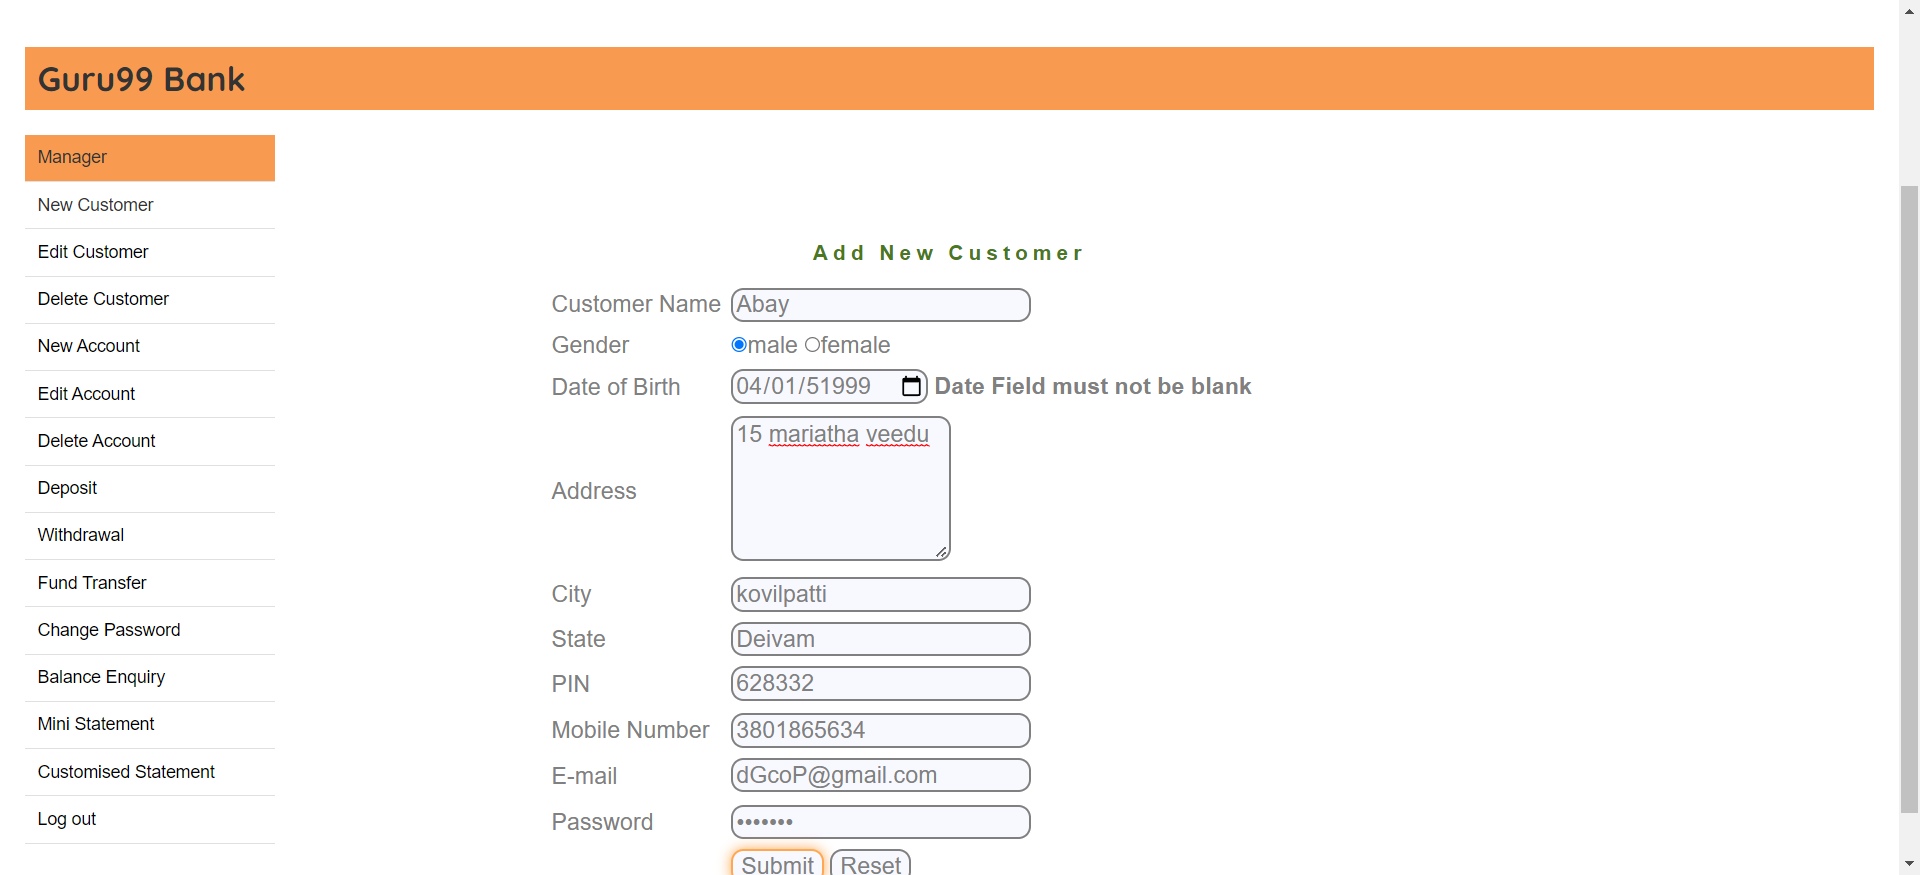 Guru99 Bank
Manager
New Customer
Edit Customer
Delete Customer
New Account
Edit Account
Delete Account
Deposit
Withdrawal
Fund Transfer
Change Password
Balance Enquiry
Mini Statement
Customised Statement
Log out
Add New Customer
Customer Name Abay
Gender male female
Date of Birth 04/01/51999 Date Field must not be blank
Address 15 mariatha veedu
City kovilpatti
State Deivam
PIN 628332
Mobile Number 3801865634
E-mail dGcoP@gmail.com
Password •••••••
Submit Reset